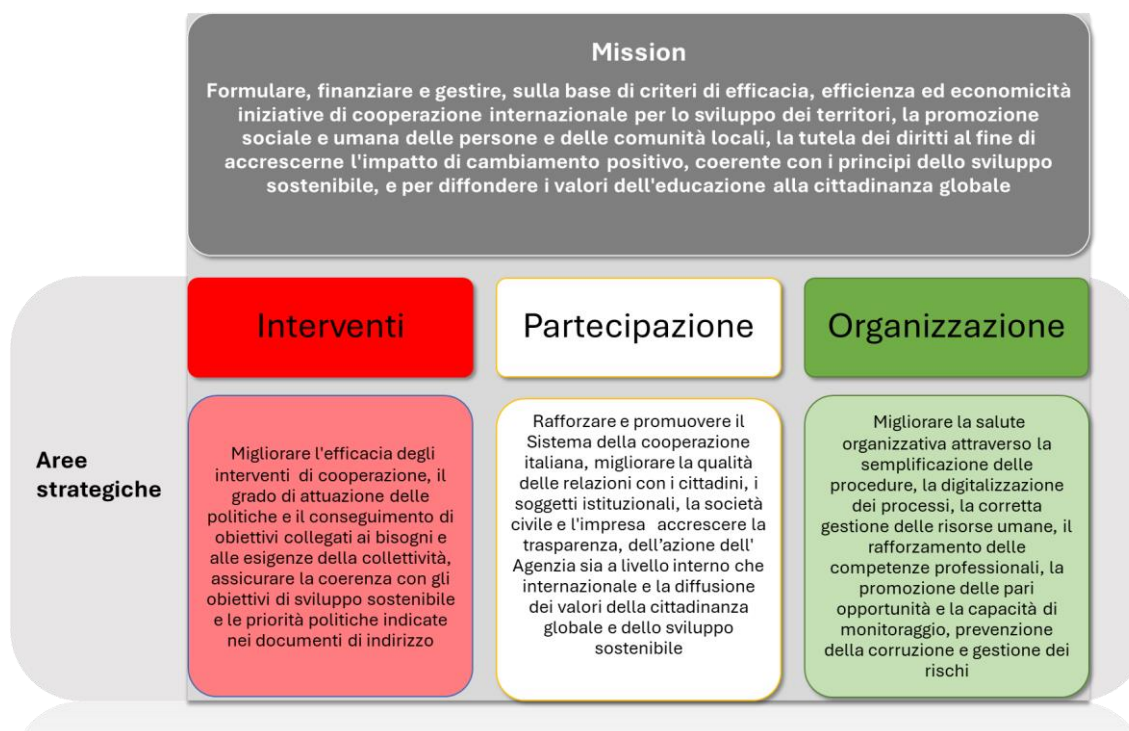 Mission
Formulare, finanziare e gestire, sulla base di criteri di efficacia, efficienza ed economicità
iniziative di cooperazione internazionale per lo sviluppo dei territori, la promozione
sociale e umana delle persone e delle comunità locali, la tutela dei diritti al fine di
accrescerne l'impatto di cambiamento positivo, coerente con i principi dello sviluppo
sostenibile, e per diffondere i valori dell'educazione alla cittadinanza globale
Aree
strategiche
Interventi
Migliorare l'efficacia degli
interventi di cooperazione, il
grado di attuazione delle
politiche e il conseguimento di
obiettivi collegati ai bisogni e
alle esigenze della collettività,
assicurare la coerenza con gli
obiettivi di sviluppo sostenibile
e le priorità politiche indicate
nei documenti di indirizzo
Partecipazione
Rafforzare e promuovere il
Sistema della cooperazione
italiana, migliorare la qualità
delle relazioni con i cittadini, i
soggetti istituzionali, la società
civile e l'impresa accrescere la
trasparenza, dell’azione dell'
Agenzia sia a livello interno che
internazionale e la diffusione
dei valori della cittadinanza
globale e dello sviluppo
sostenibile
Organizzazione
Migliorare la salute
organizzativa attraverso la
semplificazione delle
procedure, la digitalizzazione
dei processi, la corretta
gestione delle risorse umane, il
rafforzamento delle
competenze professionali, la
promozione delle pari
opportunità e la capacità di
monitoraggio, prevenzione
della corruzione e gestione dei
rischi